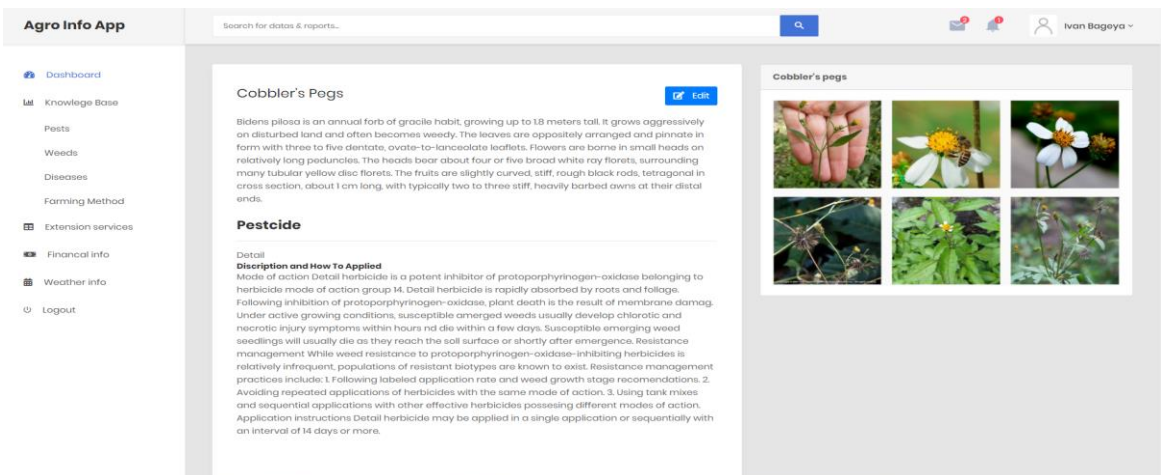 Agro Info App
Search for datas & reports...
9
1
Ivan Bageya
Dashboard
Knowlege Base
Pests
Weeds
Diseases
Farming Method
Extension services
Financal info
Weather info
Logout
Cobbler's Pegs
Edit
Bidens pilosa is an annual forb of gracile habit, growing up to 1.8 meters tall. It grows aggressively
on disturbed land and often becomes weedy. The leaves are oppositely arranged and pinnate in
form with three to five dentate, ovate-to-lanceolate leaflets. Flowers are borne in small heads on
relatively long peduncles. The heads bear about four or five broad white ray florets, surrounding
many tubular yellow disc florets. The fruits are slightly curved, stiff, rough black rods, tetragonal in
cross section, about 1 cm long, with typically two to three stiff, heavily barbed awns at their distal
ends.
Pestcide
Detail
Discription and How To Applied
Mode of action Detail herbicide is a potent inhibitor of protoporphyrinogen-oxidase belonging to
herbicide mode of action group 14. Detail herbicide is rapidly absorbed by roots and follage.
Following inhibition of protoporphyrinogen-oxidase, plant death is the result of membrane damag.
Under active growing conditions, susceptible amerged weeds usually develop chlorotic and
necrotic injury symptoms within hours nd die within a few days. Susceptible emerging weed
seedlings will usually die as they reach the soll surface or shortly after emergence. Resistance
management While weed resistance to protoporphyrinogen-oxidase-inhibiting herbicides is
relatively infrequent, populations of resistant biotypes are known to exist. Resistance management
practices include: 1. Following labeled application rate and weed growth stage recomendations. 2.
Avoiding repeated applications of herbicides with the same mode of action. 3. Using tank mixes
and sequential applications with other effective herbicides possesing different modes of action.
Application instructions Detail herbicide may be applied in a single application or sequentially with
an interval of 14 days or more.
Cobbler's pegs